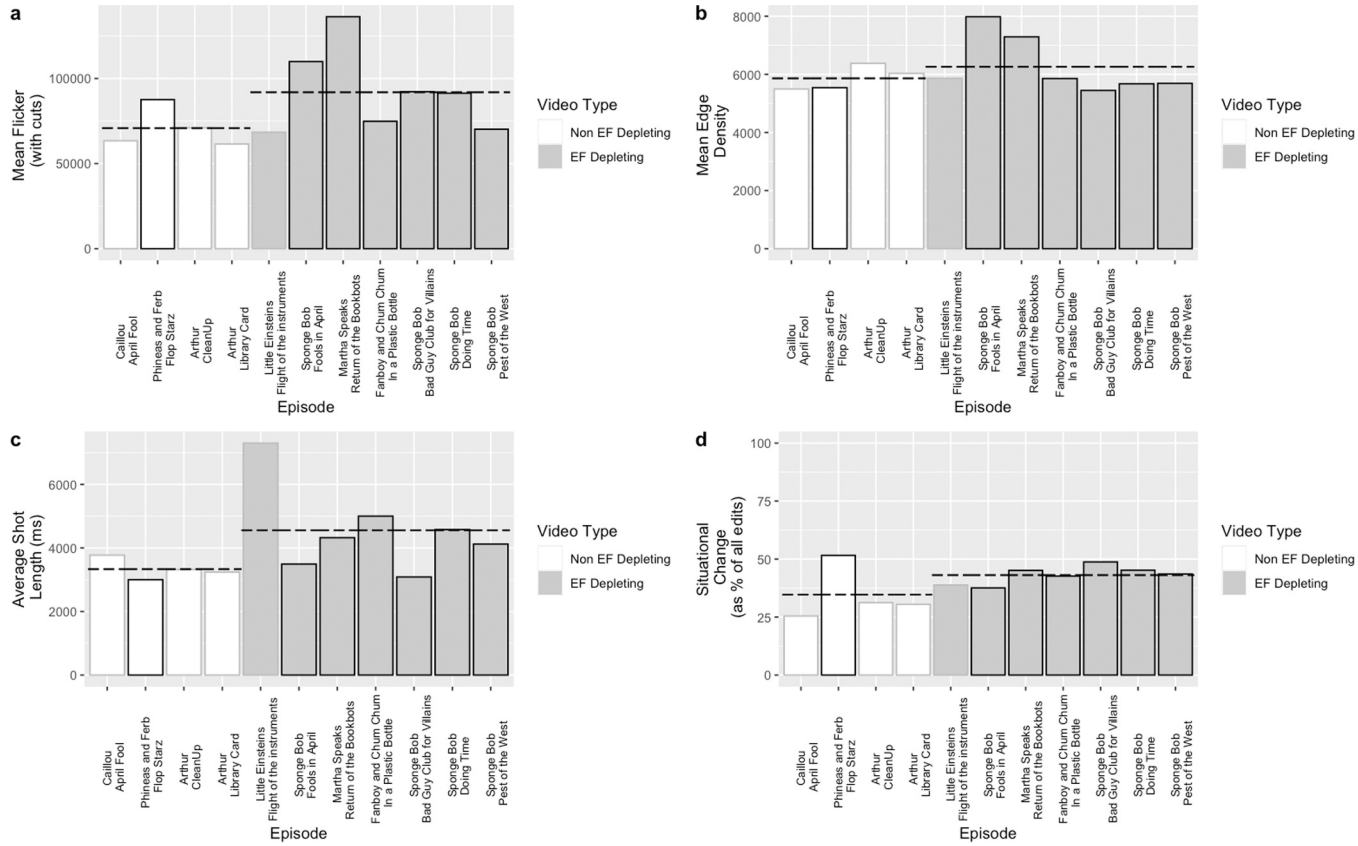 a
Mean Flicker
(with cuts)
100000
50000
0
Caillou
April Fool
Phineas and Ferb
Flop Starz
Arthur
CleanUp
Arthur
Library Card
Little Einsteins
Flight of the instruments
Sponge Bob
Fools in April
Martha Speaks
Return of the Bookbots
Fanboy and Chum Chum
In a Plastic Bottle
Sponge Bob
Bad Guy Club for Villains
Sponge Bob
Doing Time
Sponge Bob
Pest of the West
Episode
Video Type
Non EF Depleting
EF Depleting
b
Mean Edge
Density
8000
6000
4000
2000
0
Caillou
April Fool
Phineas and Ferb
Flop Starz
Arthur
CleanUp
Arthur
Library Card
Little Einsteins
Flight of the instruments
Sponge Bob
Fools in April
Martha Speaks
Return of the Bookbots
Fanboy and Chum Chum
In a Plastic Bottle
Sponge Bob
Bad Guy Club for Villains
Sponge Bob
Doing Time
Sponge Bob
Pest of the West
Episode
Video Type
Non EF Depleting
EF Depleting
c
Average Shot
Length (ms)
6000
4000
2000
0
Caillou
April Fool
Phineas and Ferb
Flop Starz
Arthur
CleanUp
Arthur
Library Card
Little Einsteins
Flight of the instruments
Sponge Bob
Fools in April
Martha Speaks
Return of the Bookbots
Fanboy and Chum Chum
In a Plastic Bottle
Sponge Bob
Bad Guy Club for Villains
Sponge Bob
Doing Time
Sponge Bob
Pest of the West
Episode
Video Type
Non EF Depleting
EF Depleting
d
Situational
Change
(as % of all edits)
100
75
50
25
0
Caillou
April Fool
Phineas and Ferb
Flop Starz
Arthur
CleanUp
Arthur
Library Card
Little Einsteins
Flight of the instruments
Sponge Bob
Fools in April
Martha Speaks
Return of the Bookbots
Fanboy and Chum Chum
In a Plastic Bottle
Sponge Bob
Bad Guy Club for Villains
Sponge Bob
Doing Time
Sponge Bob
Pest of the West
Episode
Video Type
Non EF Depleting
EF Depleting